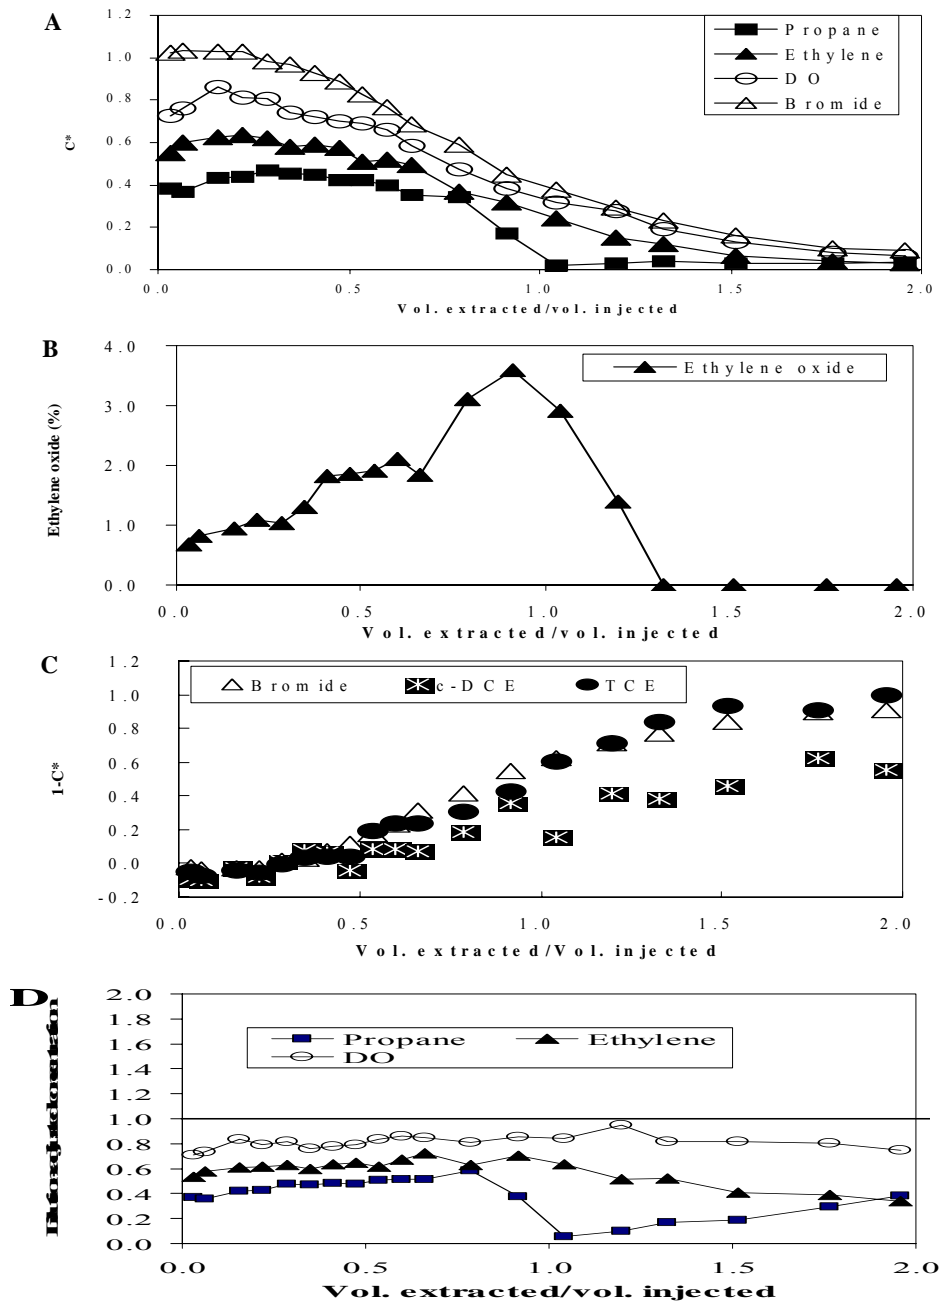 A
1.2
1.0
0.8
0.6
0.4
0.2
0.0
C*
Propane
Ethylene
DO
Bromide
0.0 0.5 1.0 1.5 2.0
Vol. extracted/vol. injected
B
4.0
3.0
2.0
1.0
0.0
Ethylene oxide (%)
Ethylene oxide
0.0 0.5 1.0 1.5 2.0
Vol. extracted/vol. injected
C
1.2
1.0
0.8
0.6
0.4
0.2
0.0
-0.2
1-C*
Bromide c-DCE TCE
0.0 0.5 1.0 1.5 2.0
Vol. extracted/Vol. injected
D
2.0
1.8
1.6
1.4
1.2
1.0
0.8
0.6
0.4
0.2
0.0
Propane Ethylene
DO
0.0 0.5 1.0 1.5 2.0
Vol. extracted/vol. injected